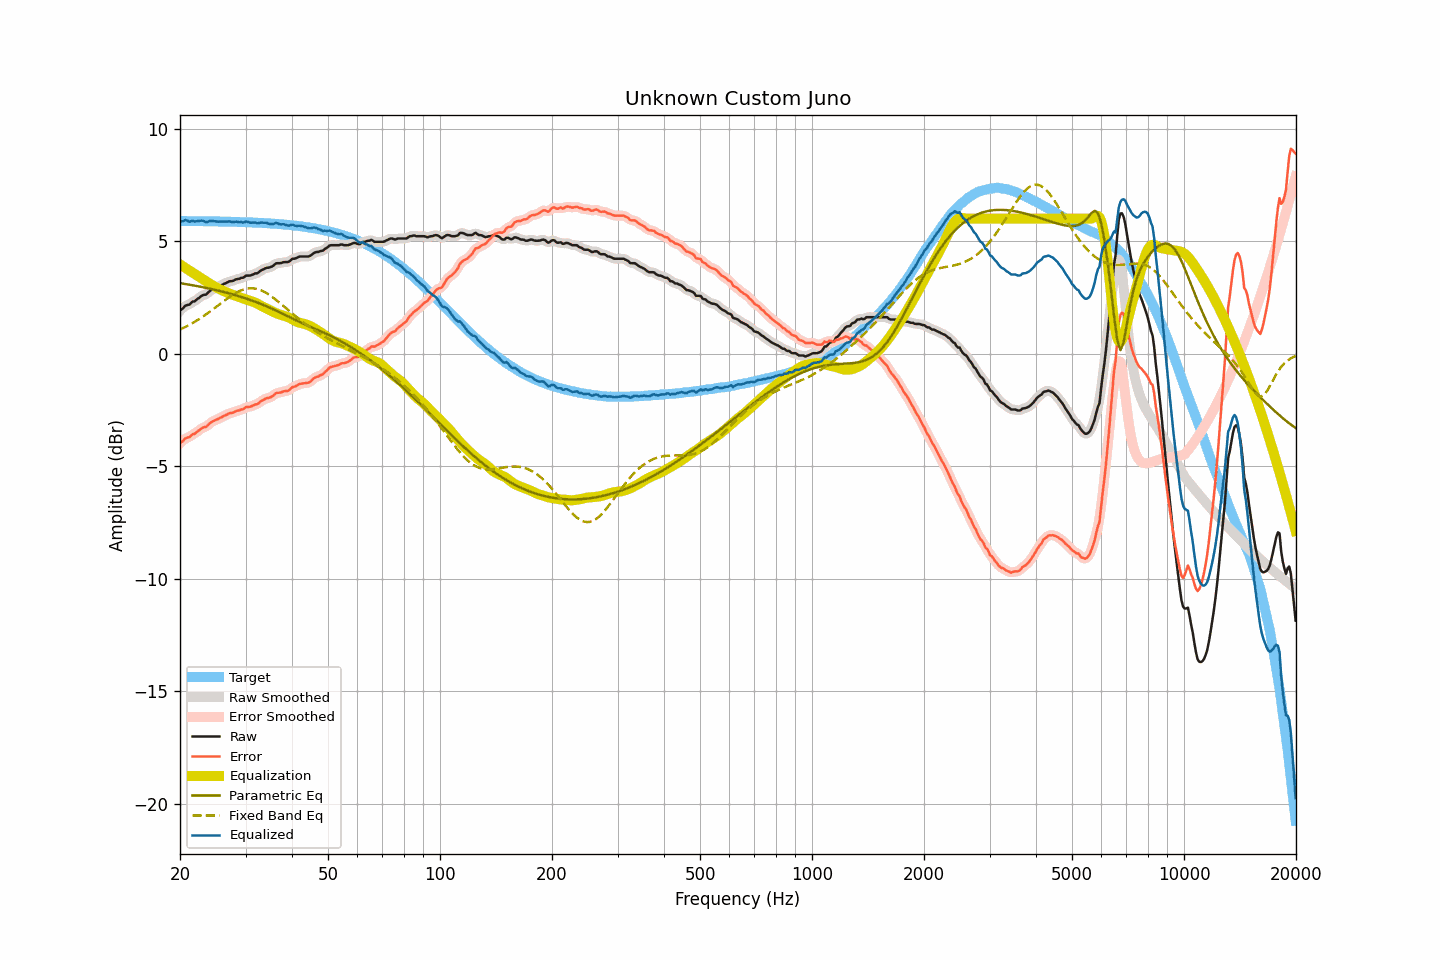 Unknown Custom Juno
10
5
0
−5
−10
−15
−20
Amplitude (dBr)
Target
Raw Smoothed
Error Smoothed
Raw
Error
Equalization
Parametric Eq
Fixed Band Eq
Equalized
20 50 100 200 500 1000 2000 5000 10000 20000
Frequency (Hz)